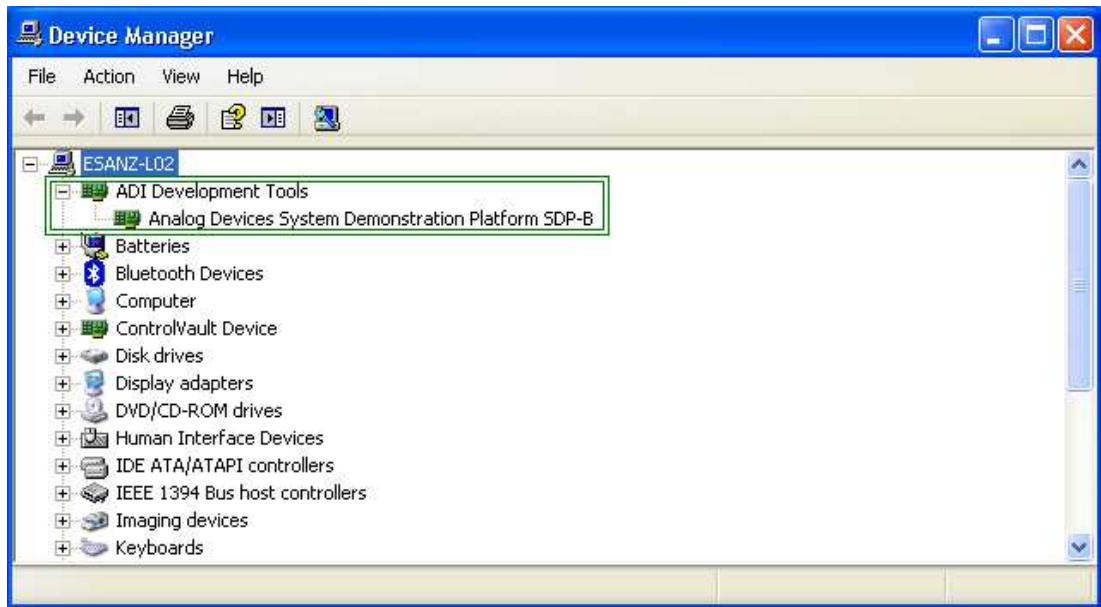 Device Manager
File Action View Help
ESANZ-L02
ADI Development Tools
Analog Devices System Demonstration Platform SDP-B
Batteries
Bluetooth Devices
Computer
ControlVault Device
Disk drives
Display adapters
DVD/CD-ROM drives
Human Interface Devices
IDE ATA/ATAPI controllers
IEEE 1394 Bus host controllers
Imaging devices
Keyboards